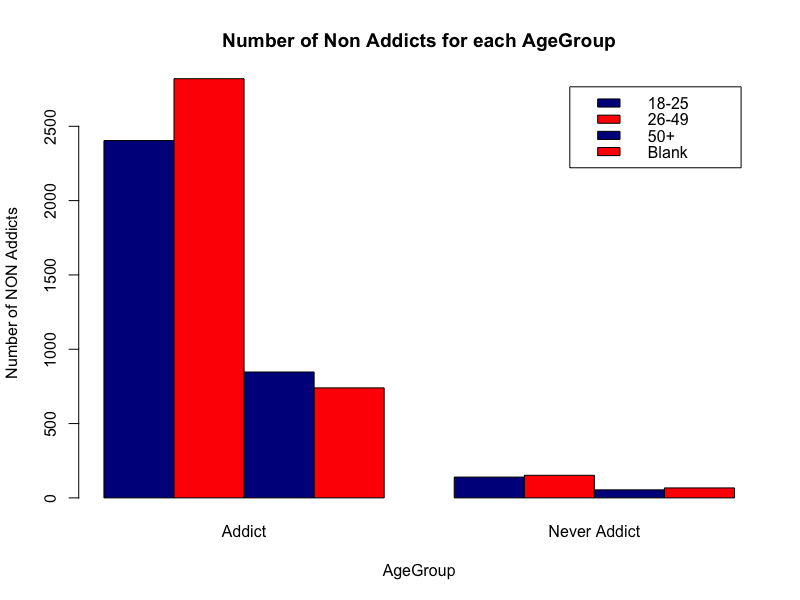 Number of Non Addicts for each AgeGroup
18-25
26-49
50+
Blank
Number of NON Addicts
2500
2000
1500
1000
500
0
Addict
Never Addict
AgeGroup